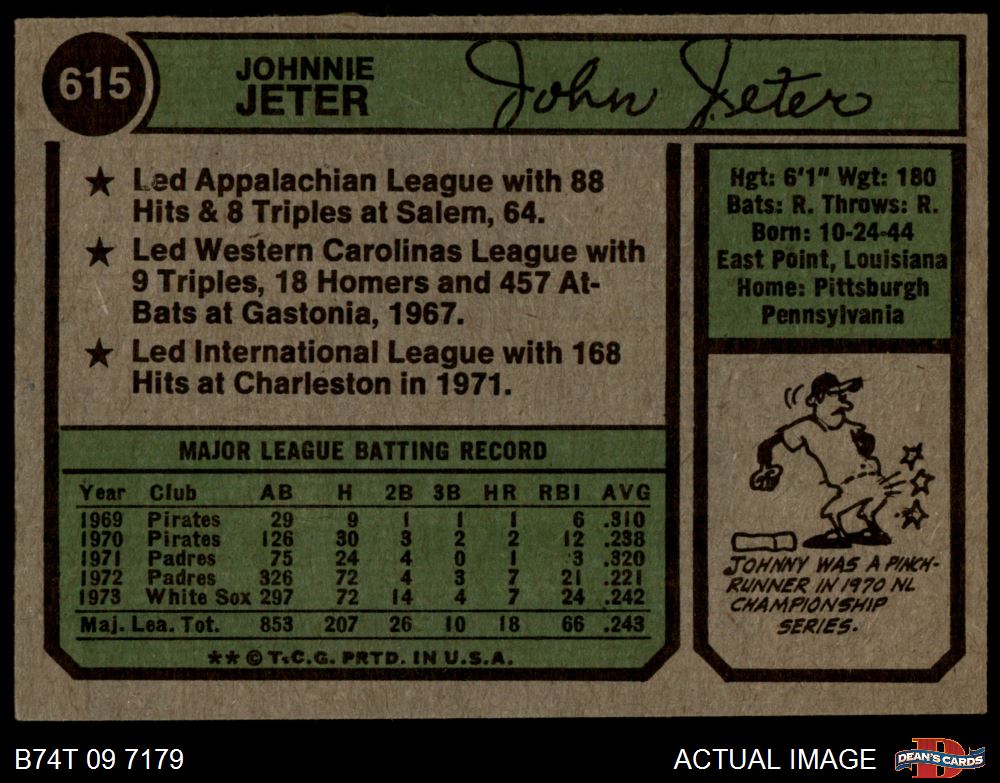 615
JOHNNIE
JETER
John Jeter
★ Led Appalachian League with 88
Hits & 8 Triples at Salem, 64.
★ Led Western Carolinas League with
9 Triples, 18 Homers and 457 At-
Bats at Gastonia, 1967.
★ Led International League with 168
Hits at Charleston in 1971.
Hgt: 6'1" Wgt: 180
Bats: R. Throws: R.
Born: 10-24-44
East Point, Louisiana
Home: Pittsburgh
Pennsylvania
MAJOR LEAGUE BATTING RECORD
Year Club AB H 2B 3B HR RBI AVG
1969 Pirates 29 9 1 1 1 6 .310
1970 Pirates 126 30 3 2 2 12 .238
1971 Padres 75 24 4 0 1 3 .320
1972 Padres 326 72 4 3 7 21 .221
1973 White Sox 297 72 14 4 7 24 .242
Maj. Lea. Tot. 853 207 26 10 18 66 .243
** © T.C.G. PRTD. IN U.S.A.
JOHNNY WAS A PINCH-
RUNNER IN 1970 NL
CHAMPIONSHIP
SERIES.
B74T 09 7179
ACTUAL IMAGE
D
DEAN'S CARDS